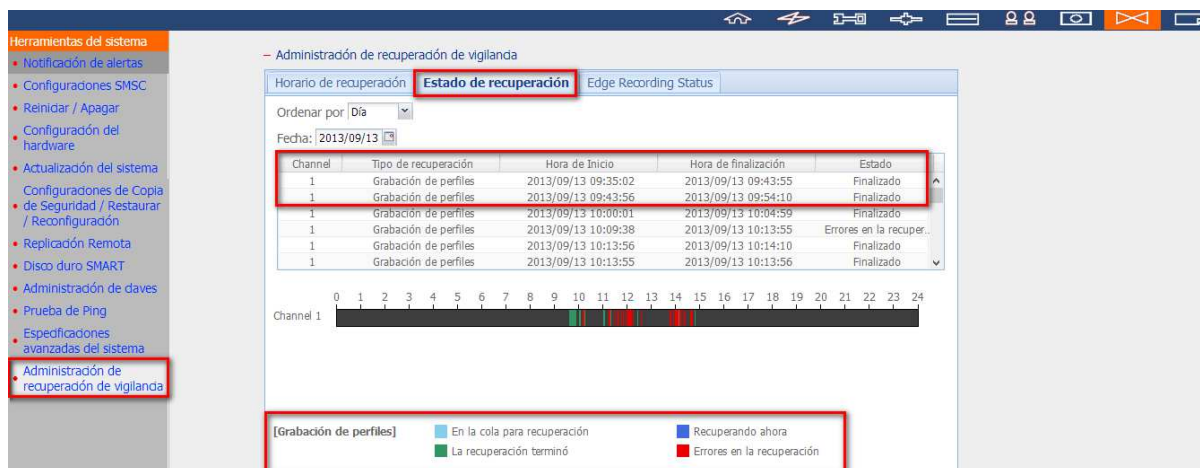 Herramientas del sistema
Notificación de alertas
Configuraciones SMSC
Reiniciar / Apagar
Configuración del
hardware
Actualización del sistema
Configuraciones de Copia
de Seguridad / Restaurar
/ Reconfiguración
Replicación Remota
Disco duro SMART
Administración de claves
Prueba de Ping
Especificaciones
avanzadas del sistema
Administración de
recuperación de vigilancia
Administración de recuperación de vigilancia
Horario de recuperación Estado de recuperación Edge Recording Status
Ordenar por Día
Fecha: 2013/09/13
Channel Tipo de recuperación Hora de Inicio Hora de finalización Estado
1 Grabación de perfiles 2013/09/13 09:35:02 2013/09/13 09:43:55 Finalizado
1 Grabación de perfiles 2013/09/13 09:43:56 2013/09/13 09:54:10 Finalizado
1 Grabación de perfiles 2013/09/13 10:00:01 2013/09/13 10:04:59 Finalizado
1 Grabación de perfiles 2013/09/13 10:09:38 2013/09/13 10:13:55 Errores en la recuper..
1 Grabación de perfiles 2013/09/13 10:13:56 2013/09/13 10:14:10 Finalizado
1 Grabación de perfiles 2013/09/13 10:13:55 2013/09/13 10:13:56 Finalizado
0 1 2 3 4 5 6 7 8 9 10 11 12 13 14 15 16 17 18 19 20 21 22 23 24
Channel 1
[Grabación de perfiles] En la cola para recuperación Recuperando ahora
La recuperación terminó Errores en la recuperación